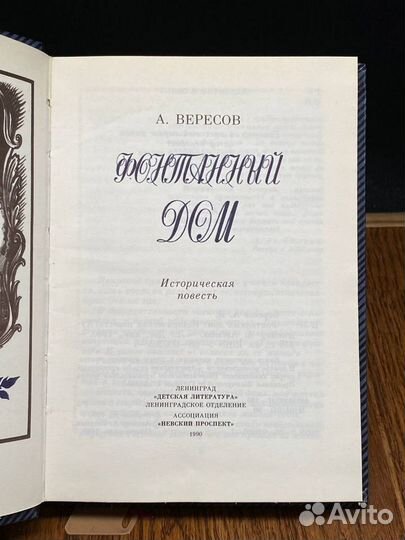 А. ВЕРЕСОВ
ФОНТАННЫЙ
ДОМ
Историческая
повесть
ЛЕНИНГРАД
«ДЕТСКАЯ ЛИТЕРАТУРА»
ЛЕНИНГРАДСКОЕ ОТДЕЛЕНИЕ
АССОЦИАЦИЯ
«НЕВСКИЙ ПРОСПЕКТ»
1990
Avito